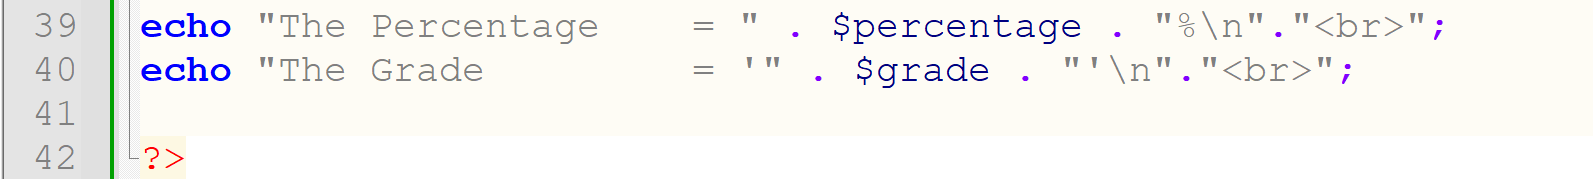 39 echo "The Percentage    = " . $percentage . "%\n"."<br>";
40 echo "The Grade         = '" . $grade . "'\n"."<br>";
41
42 ?>